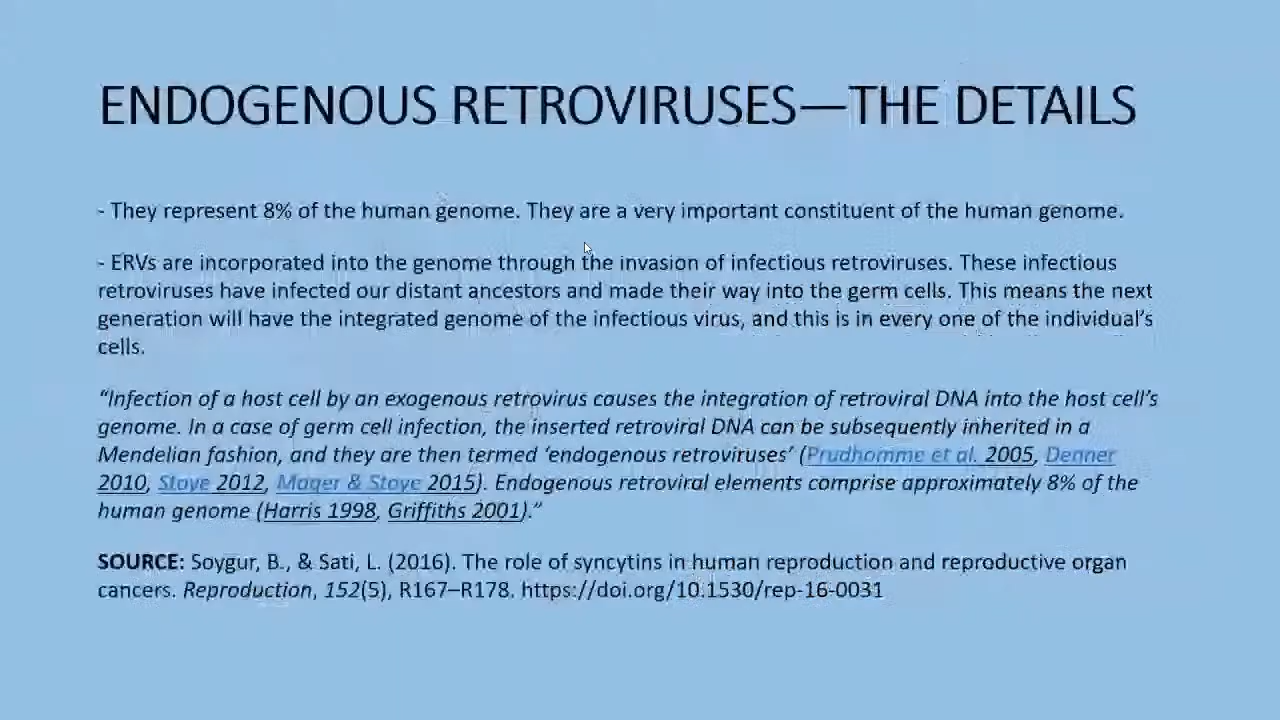 ENDOGENOUS RETROVIRUSES—THE DETAILS
- They represent 8% of the human genome. They are a very important constituent of the human genome.
- ERVs are incorporated into the genome through the invasion of infectious retroviruses. These infectious
retroviruses have infected our distant ancestors and made their way into the germ cells. This means the next
generation will have the integrated genome of the infectious virus, and this is in every one of the individual’s
cells.
“Infection of a host cell by an exogenous retrovirus causes the integration of retroviral DNA into the host cell’s
genome. In a case of germ cell infection, the inserted retroviral DNA can be subsequently inherited in a
Mendelian fashion, and they are then termed ‘endogenous retroviruses’ (Prudhomme et al. 2005, Denner
2010, Stoye 2012, Mager & Stoye 2015). Endogenous retroviral elements comprise approximately 8% of the
human genome (Harris 1998, Griffiths 2001).”
SOURCE: Soygur, B., & Sati, L. (2016). The role of syncytins in human reproduction and reproductive organ
cancers. Reproduction, 152(5), R167–R178. https://doi.org/10.1530/rep-16-0031